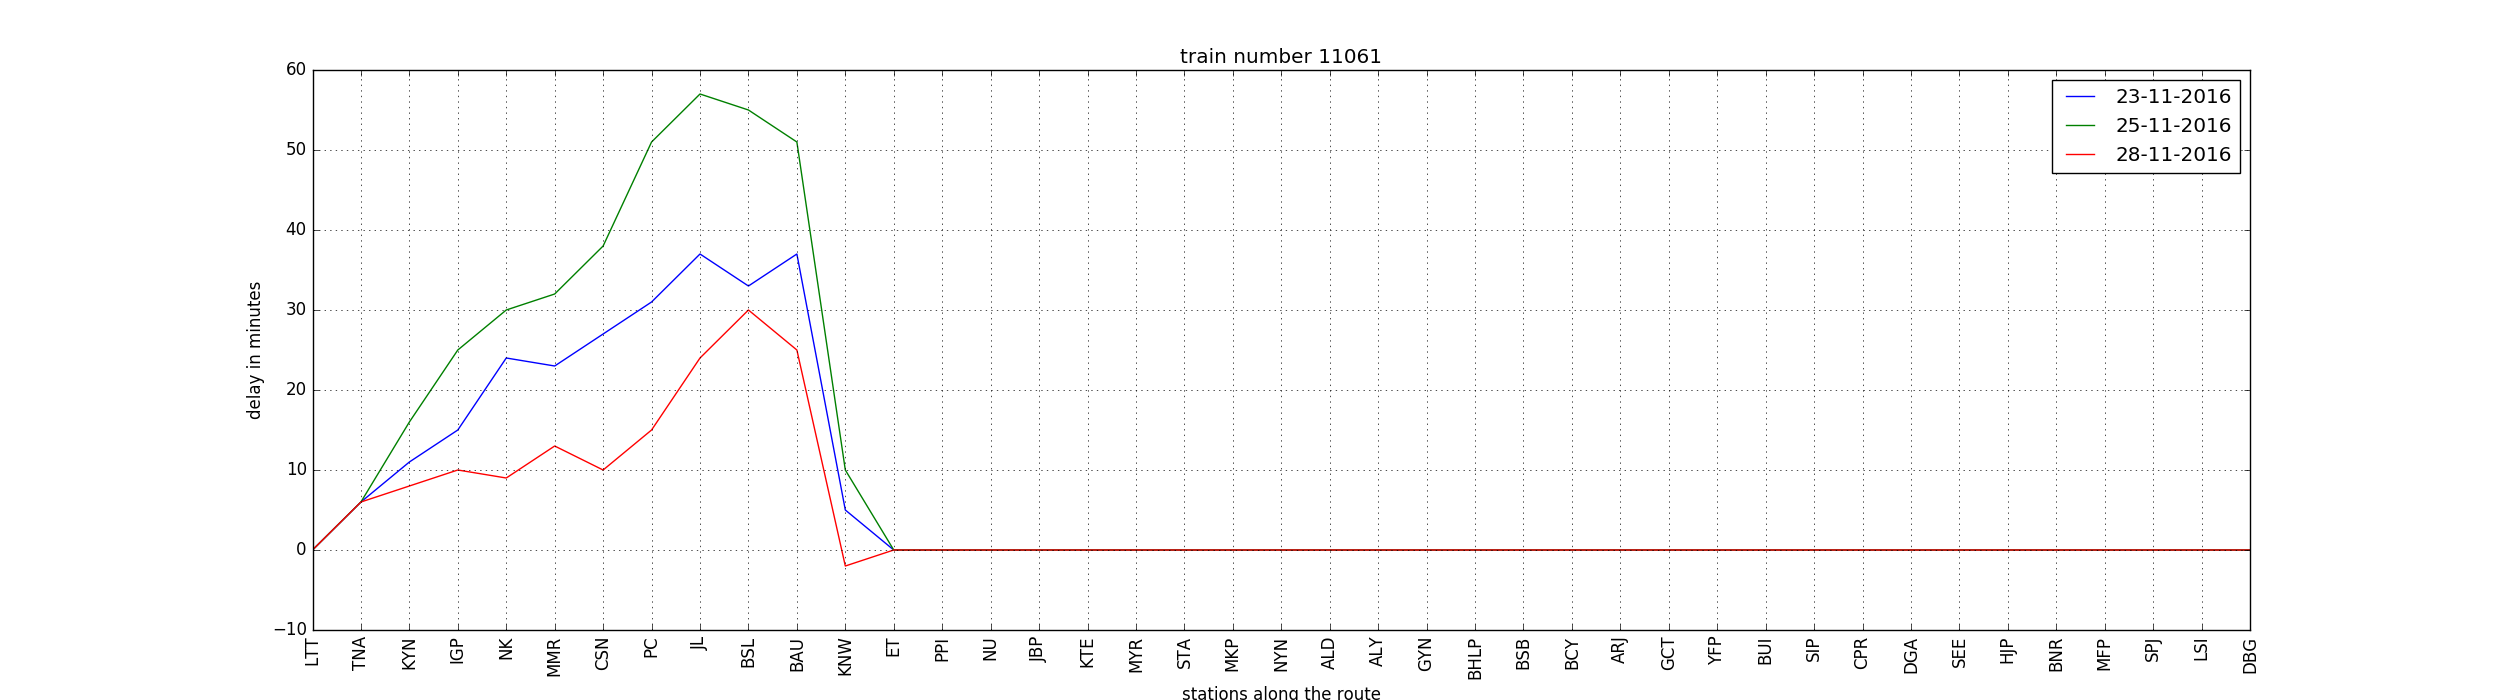 train number 11061
60
50
40
30
20
10
0
−10
delay in minutes
23-11-2016
25-11-2016
28-11-2016
LTT
TNA
KYN
IGP
NK
MMR
CSN
PC
JL
BSL
BAU
KNW
ET
PPI
NU
JBP
KTE
MYR
STA
MKP
NYN
ALD
ALY
GYN
BHLP
BSB
BCY
ARJ
GCT
YFP
BUI
SIP
CPR
DGA
SEE
HJP
BNR
MFP
SPJ
LSI
DBG
stations along the route